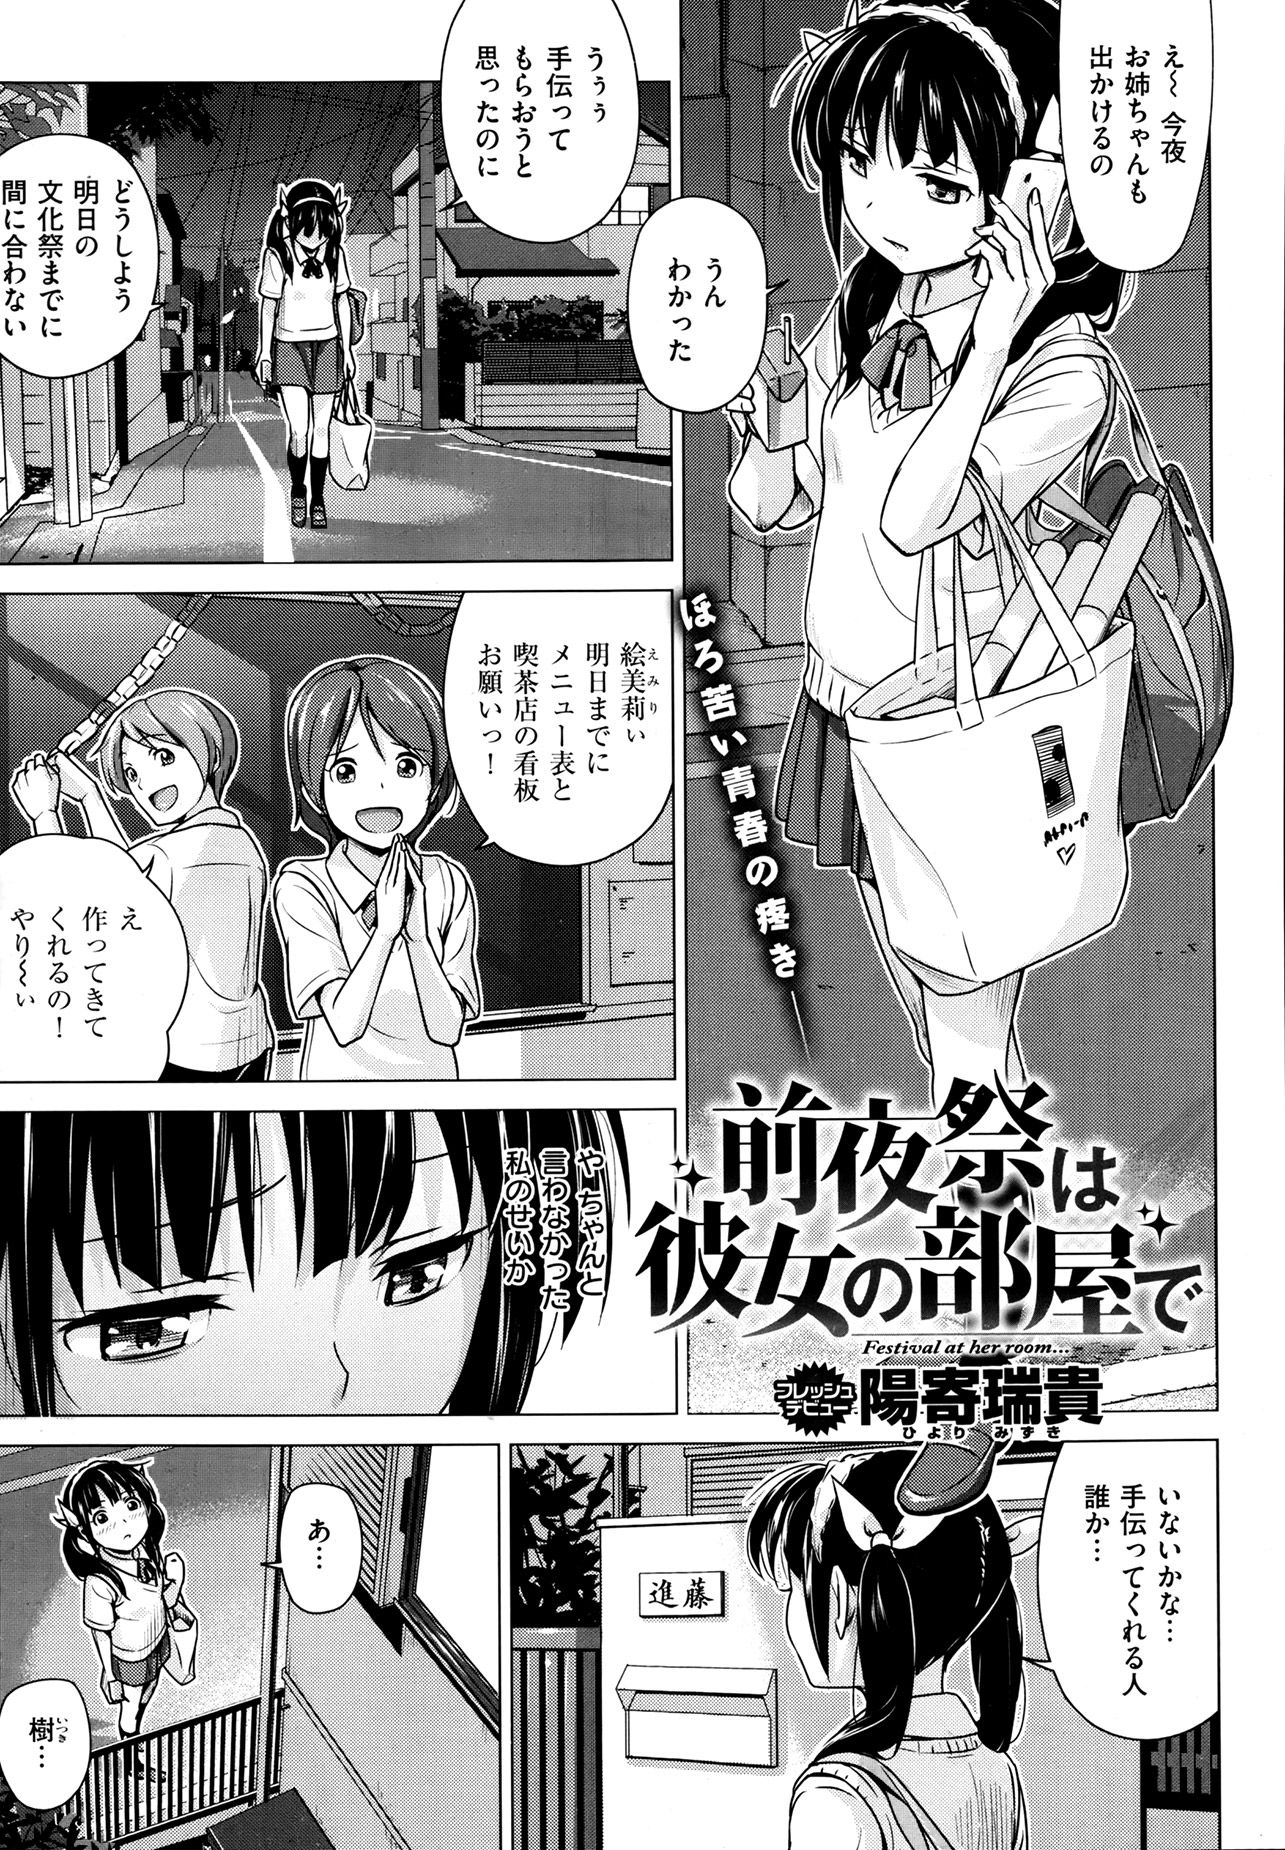 え～今夜
お姉ちゃんも
出かけるの
うん
わかった
ほろ苦い青春の疼き――
前夜祭は
彼女の部屋で
Festival at her room...
フレッシュ
デビュー
陽寄瑞貴
ひより みずき
うぅぅ
手伝って
もらおうと
思ったのに
どうしよう
明日の
文化祭までに
間に合わない
絵美莉ぃ
えみり
明日までに
メニュー表と
喫茶店の看板
お願いっ！
え
作ってきて
くれるの！
やり～ぃ
や ちゃんと
言わなかった
私のせいか
いないかな…
手伝ってくれる人
誰か…
進藤
あ…
樹…
いつき